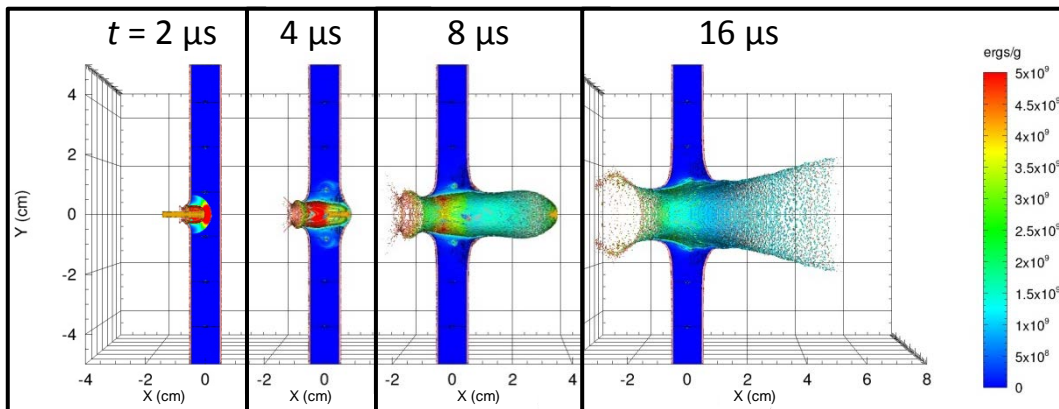 t = 2 µs
4 µs
8 µs
16 µs
ergs/g
5x10⁹
4.5x10⁹
4x10⁹
3.5x10⁹
3x10⁹
2.5x10⁹
2x10⁹
1.5x10⁹
1x10⁹
5x10⁸
0
Y (cm)
4
2
0
-2
-4
-4 -2 0
X (cm)
-2 0
X (cm)
-2 0 2 4
X (cm)
-2 0 2 4 6 8
X (cm)